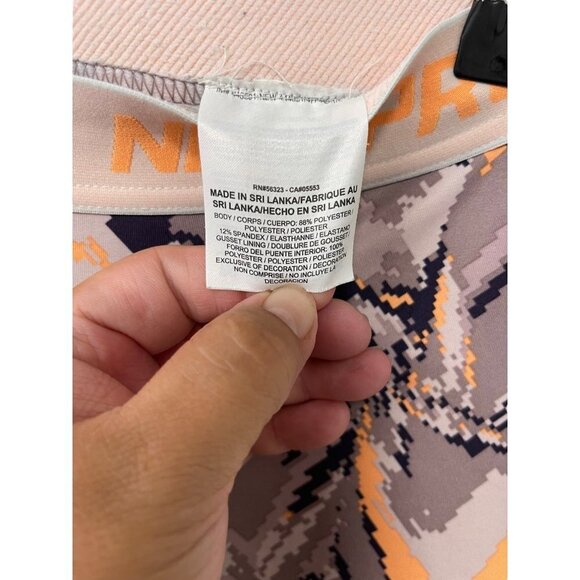 RN#56323 - CA#05553
MADE IN SRI LANKA/FABRIQUE AU
SRI LANKA/HECHO EN SRI LANKA
BODY / CORPS / CUERPO: 88% POLYESTER /
POLYESTER / POLIESTER
12% SPANDEX / ELASTHANNE / ELASTANO
GUSSET LINING / DOUBLURE DE GOUSSET /
FORRO DEL PUENTE INTERIOR: 100%
POLYESTER / POLYESTER / POLIESTER
EXCLUSIVE OF DECORATION / DECORATION
NON COMPRISE / NO INCLUYE LA
DECORACION